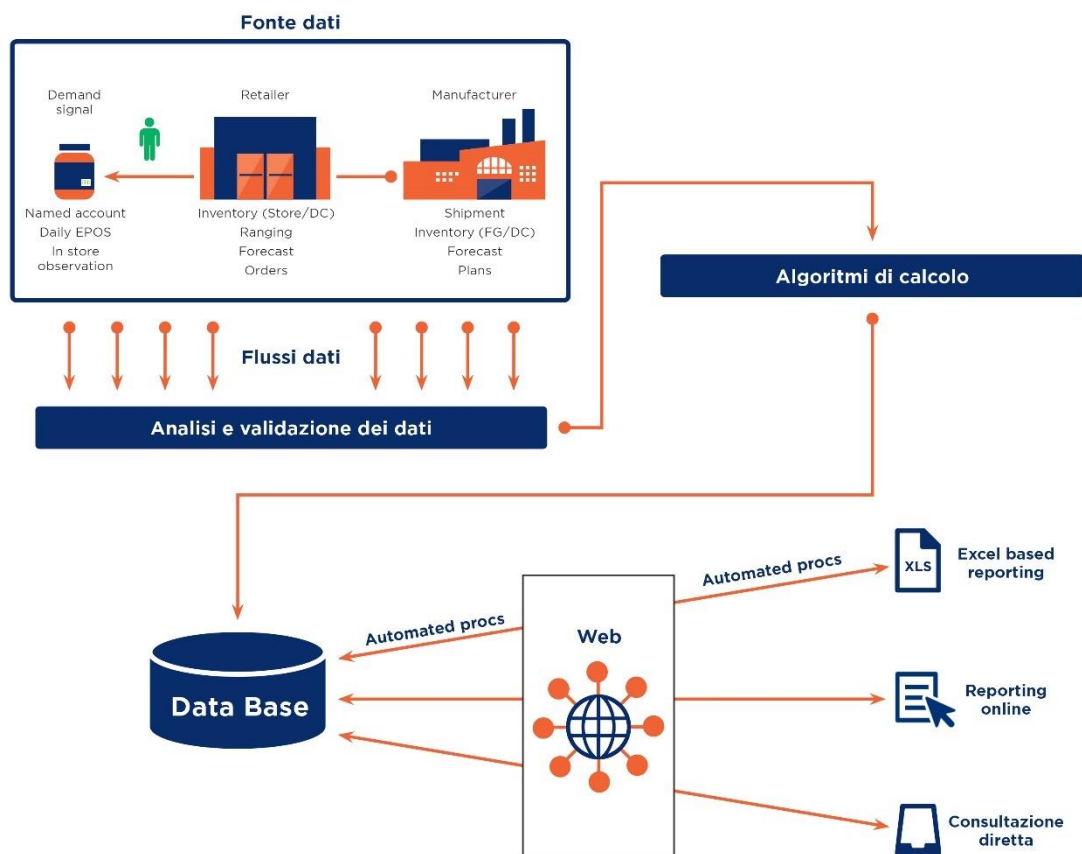 Fonte dati
Demand
signal
Retailer
Manufacturer
Named account
Daily EPOS
In store
observation
Inventory (Store/DC)
Ranging
Forecast
Orders
Shipment
Inventory (FG/DC)
Forecast
Plans
Algoritmi di calcolo
Flussi dati
Analisi e validazione dei dati
Automated procs
XLS
Excel based
reporting
Automated procs
Web
Data Base
Reporting
online
Consultazione
diretta